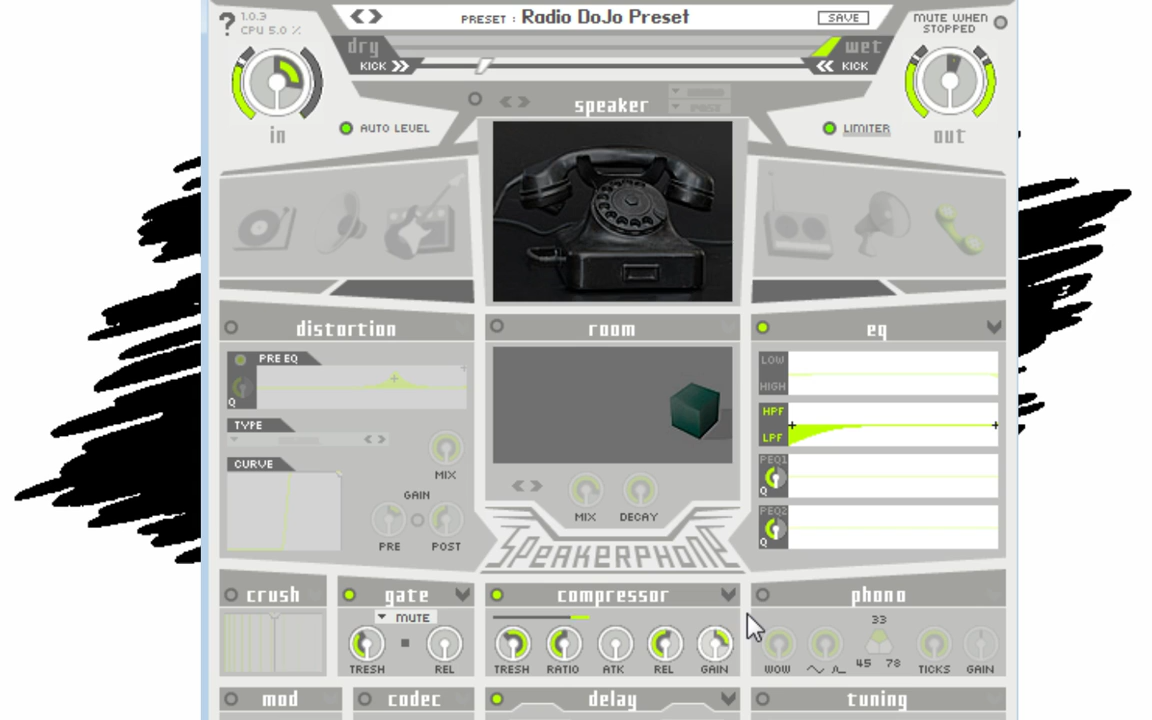 ? 1.0.3
CPU 5.0 %
PRESET : Radio DoJo Preset
SAVE
MUTE WHEN
STOPPED
dry
wet
KICK
KICK
in
AUTO LEVEL
speaker
LIMITER
out
distortion
room
eq
PRE EQ
Q
TYPE
MIX
CURVE
GAIN
PRE
POST
MIX
DECAY
SPEAKERPHONE
LOW
HIGH
HPF
LPF
PEQ1
Q
PEQ2
Q
crush
gate
compressor
phono
MUTE
TRESH
REL
TRESH
RATIO
ATK
REL
GAIN
33
45
78
WOW
TICKS
GAIN
mod
codec
delay
tuning